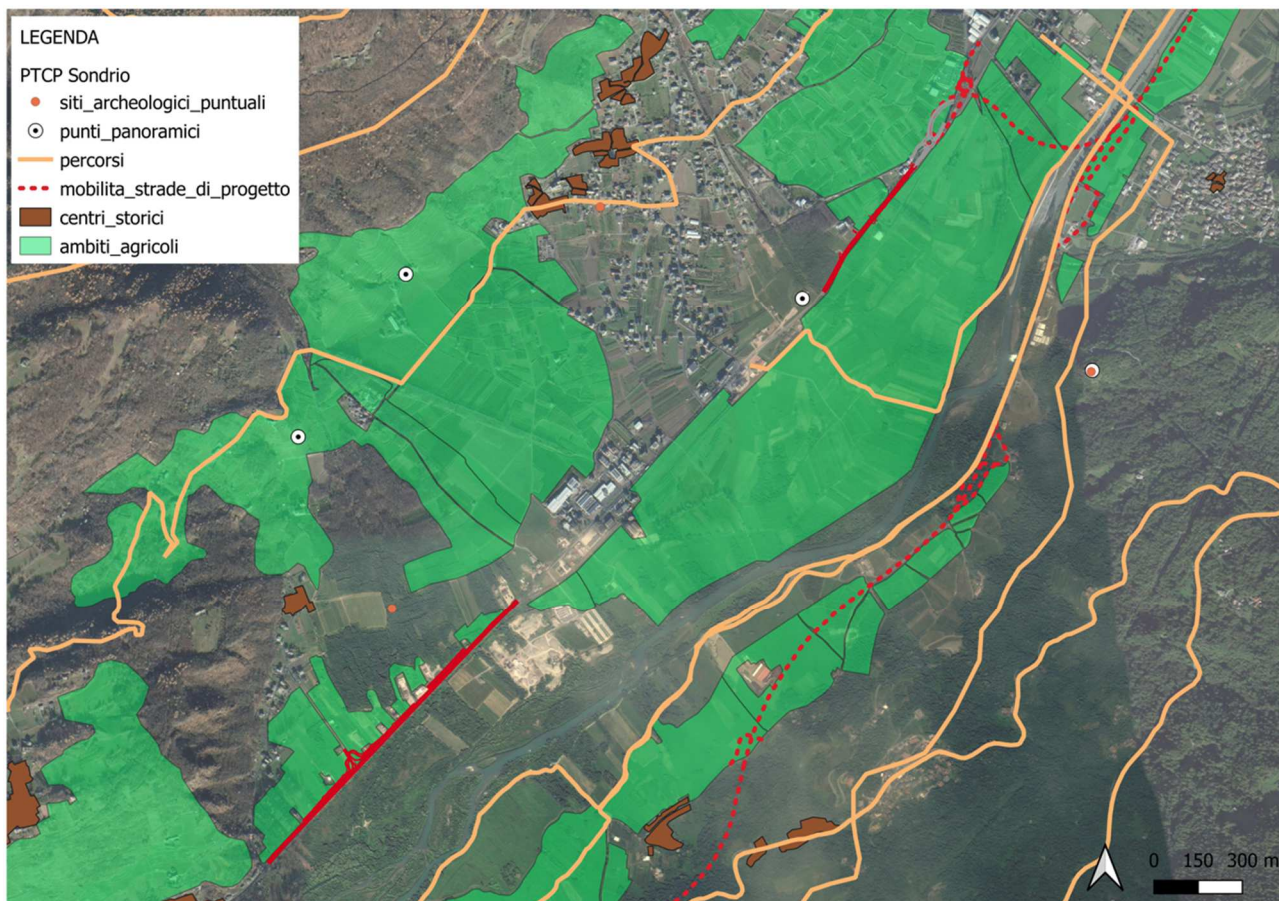 LEGENDA
PTCP Sondrio
siti_archeologici_puntuali
punti_panoramici
percorsi
mobilita_strade_di_progetto
centri_storici
ambiti_agricoli
0 150 300 m